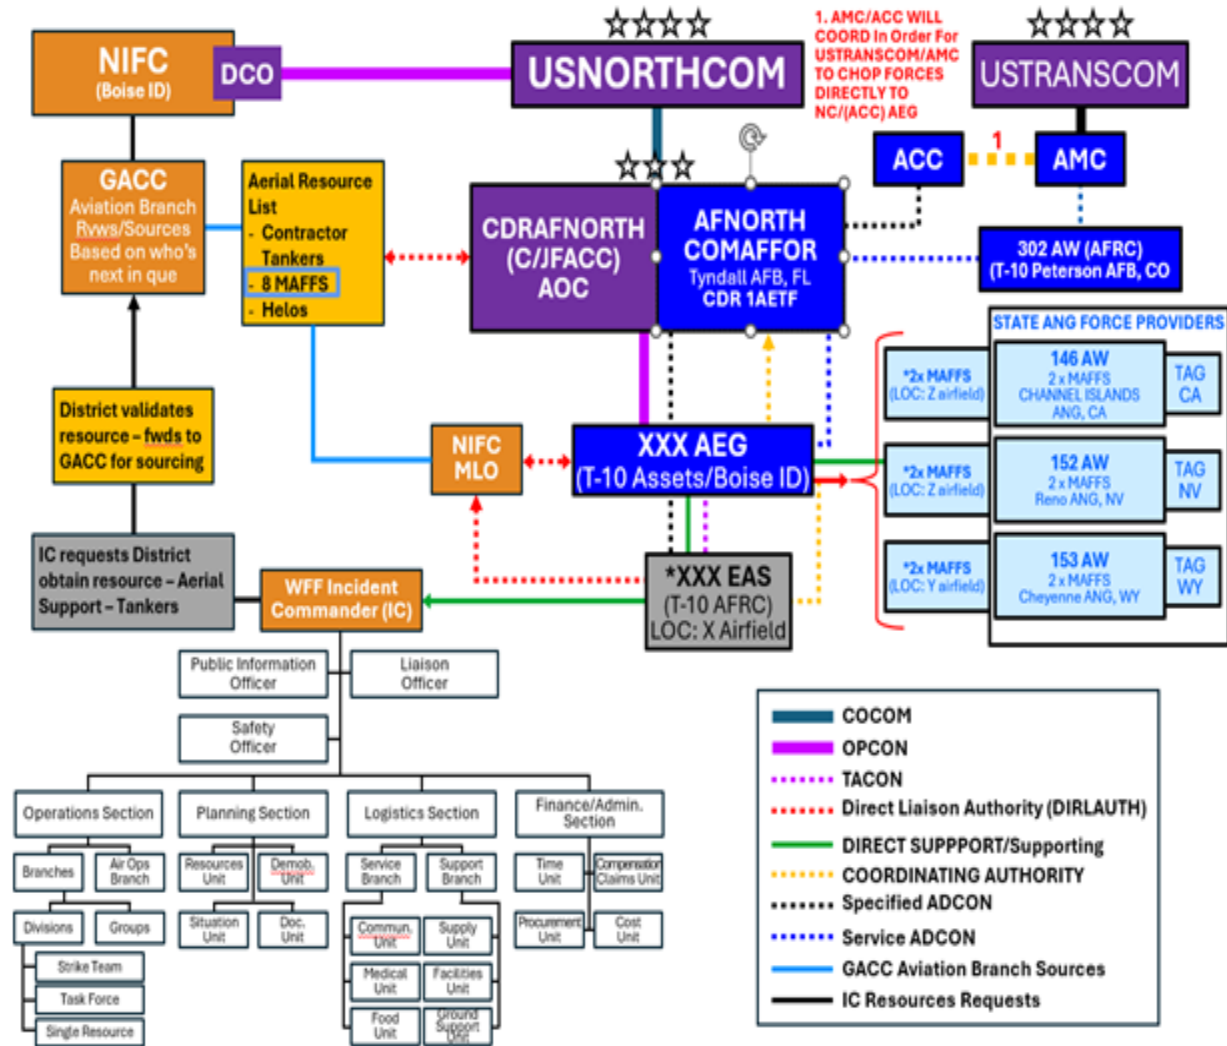 NIFC
(Boise ID)
DCO
USNORTHCOM
1. AMC/ACC WILL
COORD In Order For
USTRANSCOM/AMC
TO CHOP FORCES
DIRECTLY TO
NC/(ACC) AEG
USTRANSCOM
ACC
1
AMC
GACC
Aviation Branch
Rvws/Sources
Based on who's
next in que
Aerial Resource
List
- Contractor
Tankers
- 8 MAFFS
- Helos
CDRAFNORTH
(C/JFACC)
AOC
AFNORTH
COMAFFOR
Tyndall AFB, FL
CDR 1AETF
302 AW (AFRC)
(T-10 Peterson AFB, CO
STATE ANG FORCE PROVIDERS
*2x MAFFS
(LOC: Z airfield)
146 AW
2 x MAFFS
CHANNEL ISLANDS
ANG, CA
TAG
CA
District validates
resource – fwds to
GACC for sourcing
NIFC
MLO
XXX AEG
(T-10 Assets/Boise ID)
*2x MAFFS
(LOC: Z airfield)
152 AW
2 x MAFFS
Reno ANG, NV
TAG
NV
IC requests District
obtain resource – Aerial
Support – Tankers
WFF Incident
Commander (IC)
*XXX EAS
(T-10 AFRC)
LOC: X Airfield
*2x MAFFS
(LOC: Y airfield)
153 AW
2 x MAFFS
Cheyenne ANG, WY
TAG
WY
Public Information
Officer
Liaison
Officer
Safety
Officer
Operations Section
Planning Section
Logistics Section
Finance/Admin.
Section
Branches
Air Ops
Branch
Resources
Unit
Demob.
Unit
Service
Branch
Support
Branch
Time
Unit
Compensation
Claims Unit
Divisions
Groups
Situation
Unit
Doc.
Unit
Commun.
Unit
Supply
Unit
Procurement
Unit
Cost
Unit
Strike Team
Task Force
Single Resource
Medical
Unit
Facilities
Unit
Food
Unit
Ground
Support
Unit
COCOM
OPCON
TACON
Direct Liaison Authority (DIRLAUTH)
DIRECT SUPPPORT/Supporting
COORDINATING AUTHORITY
Specified ADCON
Service ADCON
GACC Aviation Branch Sources
IC Resources Requests